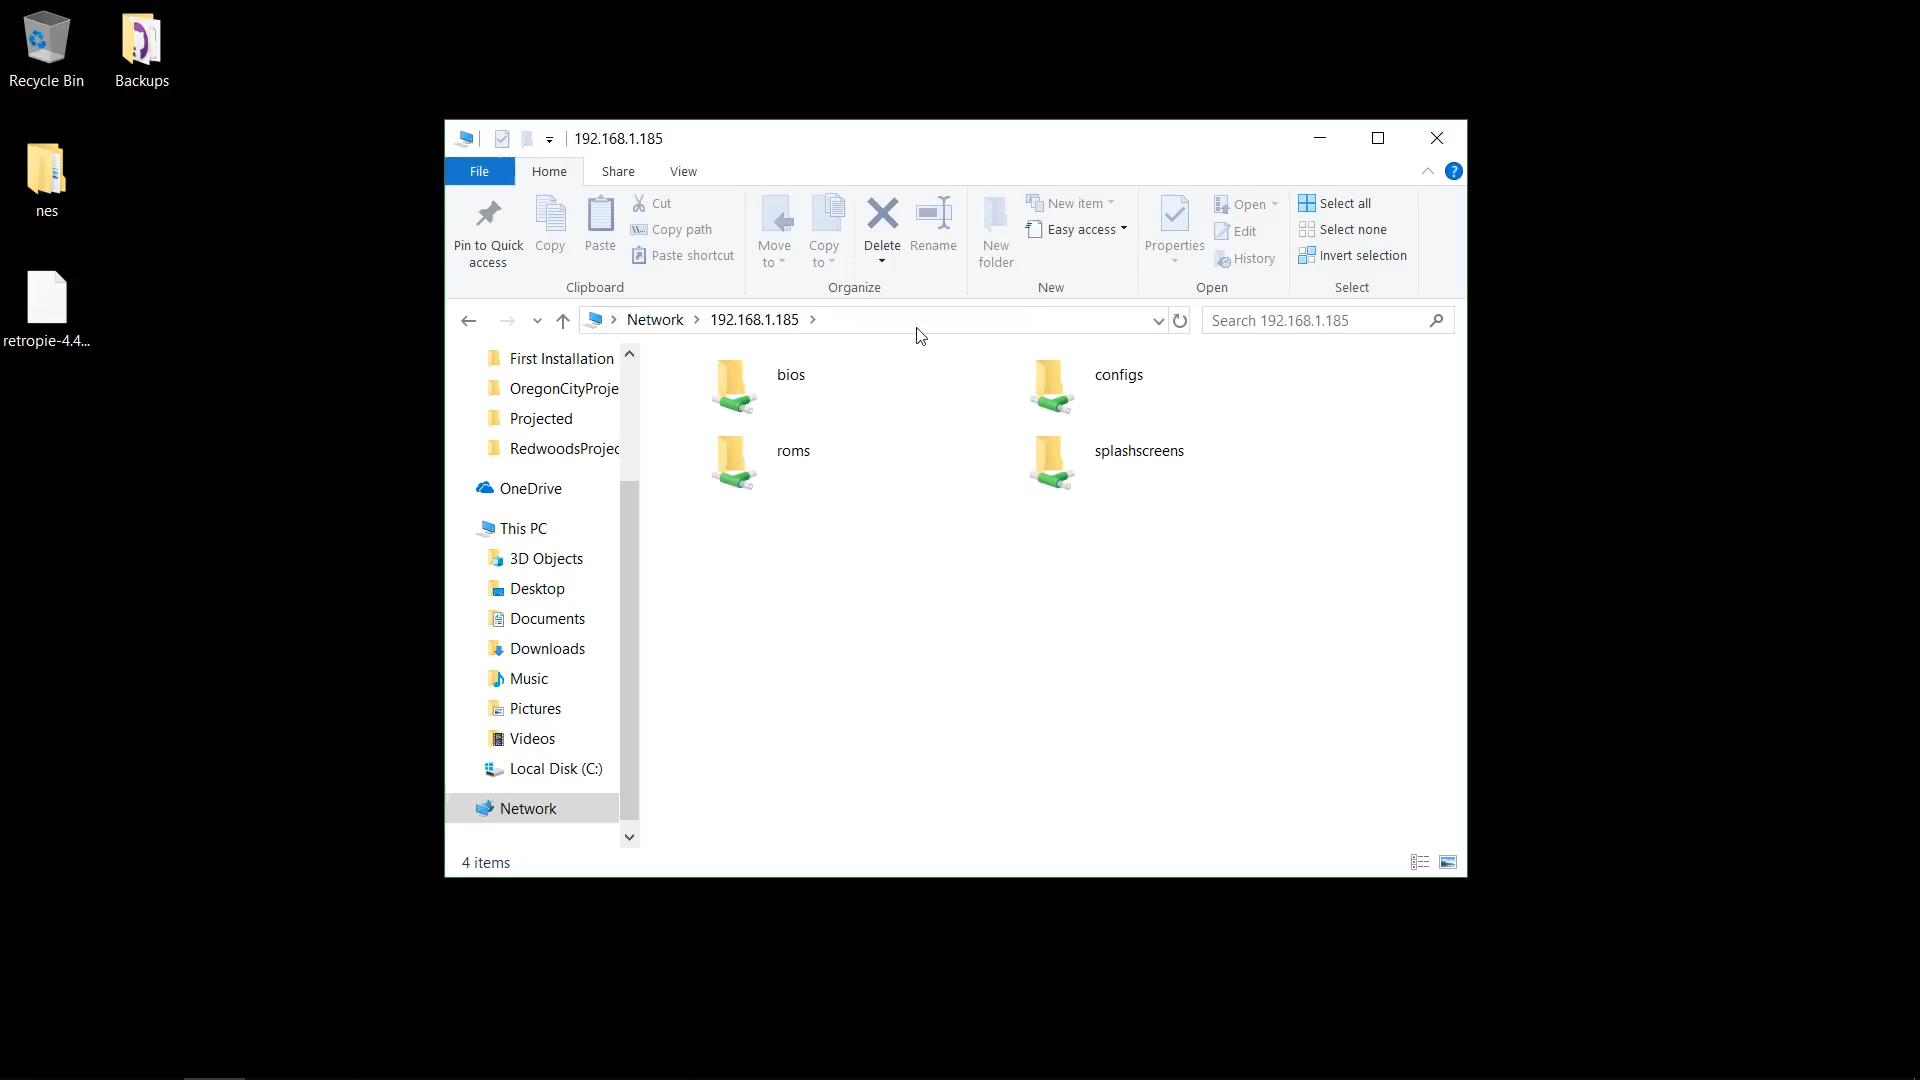 Recycle Bin
Backups
nes
retropie-4.4...
192.168.1.185
File
Home
Share
View
?
Pin to Quick
access
Copy
Paste
Cut
Copy path
Paste shortcut
Clipboard
Move
to
Copy
to
Delete
Rename
Organize
New
folder
New item
Easy access
New
Properties
Open
Edit
History
Open
Select all
Select none
Invert selection
Select
Network
192.168.1.185
Search 192.168.1.185
First Installation
OregonCityProje
Projected
RedwoodsProjec
OneDrive
This PC
3D Objects
Desktop
Documents
Downloads
Music
Pictures
Videos
Local Disk (C:)
Network
bios
configs
roms
splashscreens
4 items